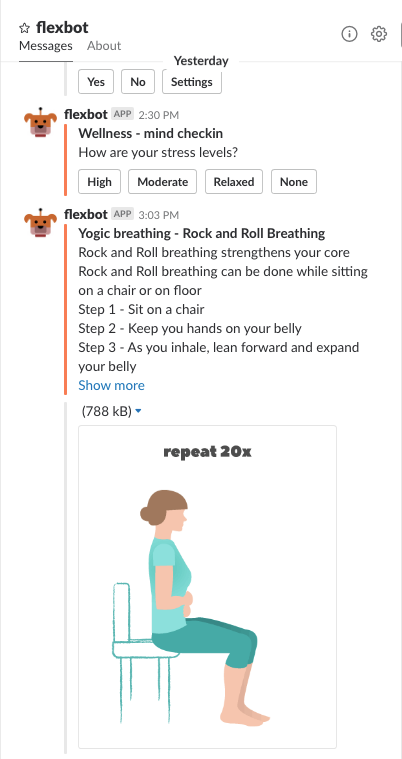 flexbot
Messages About
Yesterday
Yes No Settings
flexbot APP 2:30 PM
Wellness - mind checkin
How are your stress levels?
High Moderate Relaxed None
flexbot APP 3:03 PM
Yogic breathing - Rock and Roll Breathing
Rock and Roll breathing strengthens your core
Rock and Roll breathing can be done while sitting
on a chair or on floor
Step 1 - Sit on a chair
Step 2 - Keep you hands on your belly
Step 3 - As you inhale, lean forward and expand
your belly
Show more
(788 kB)
repeat 20x